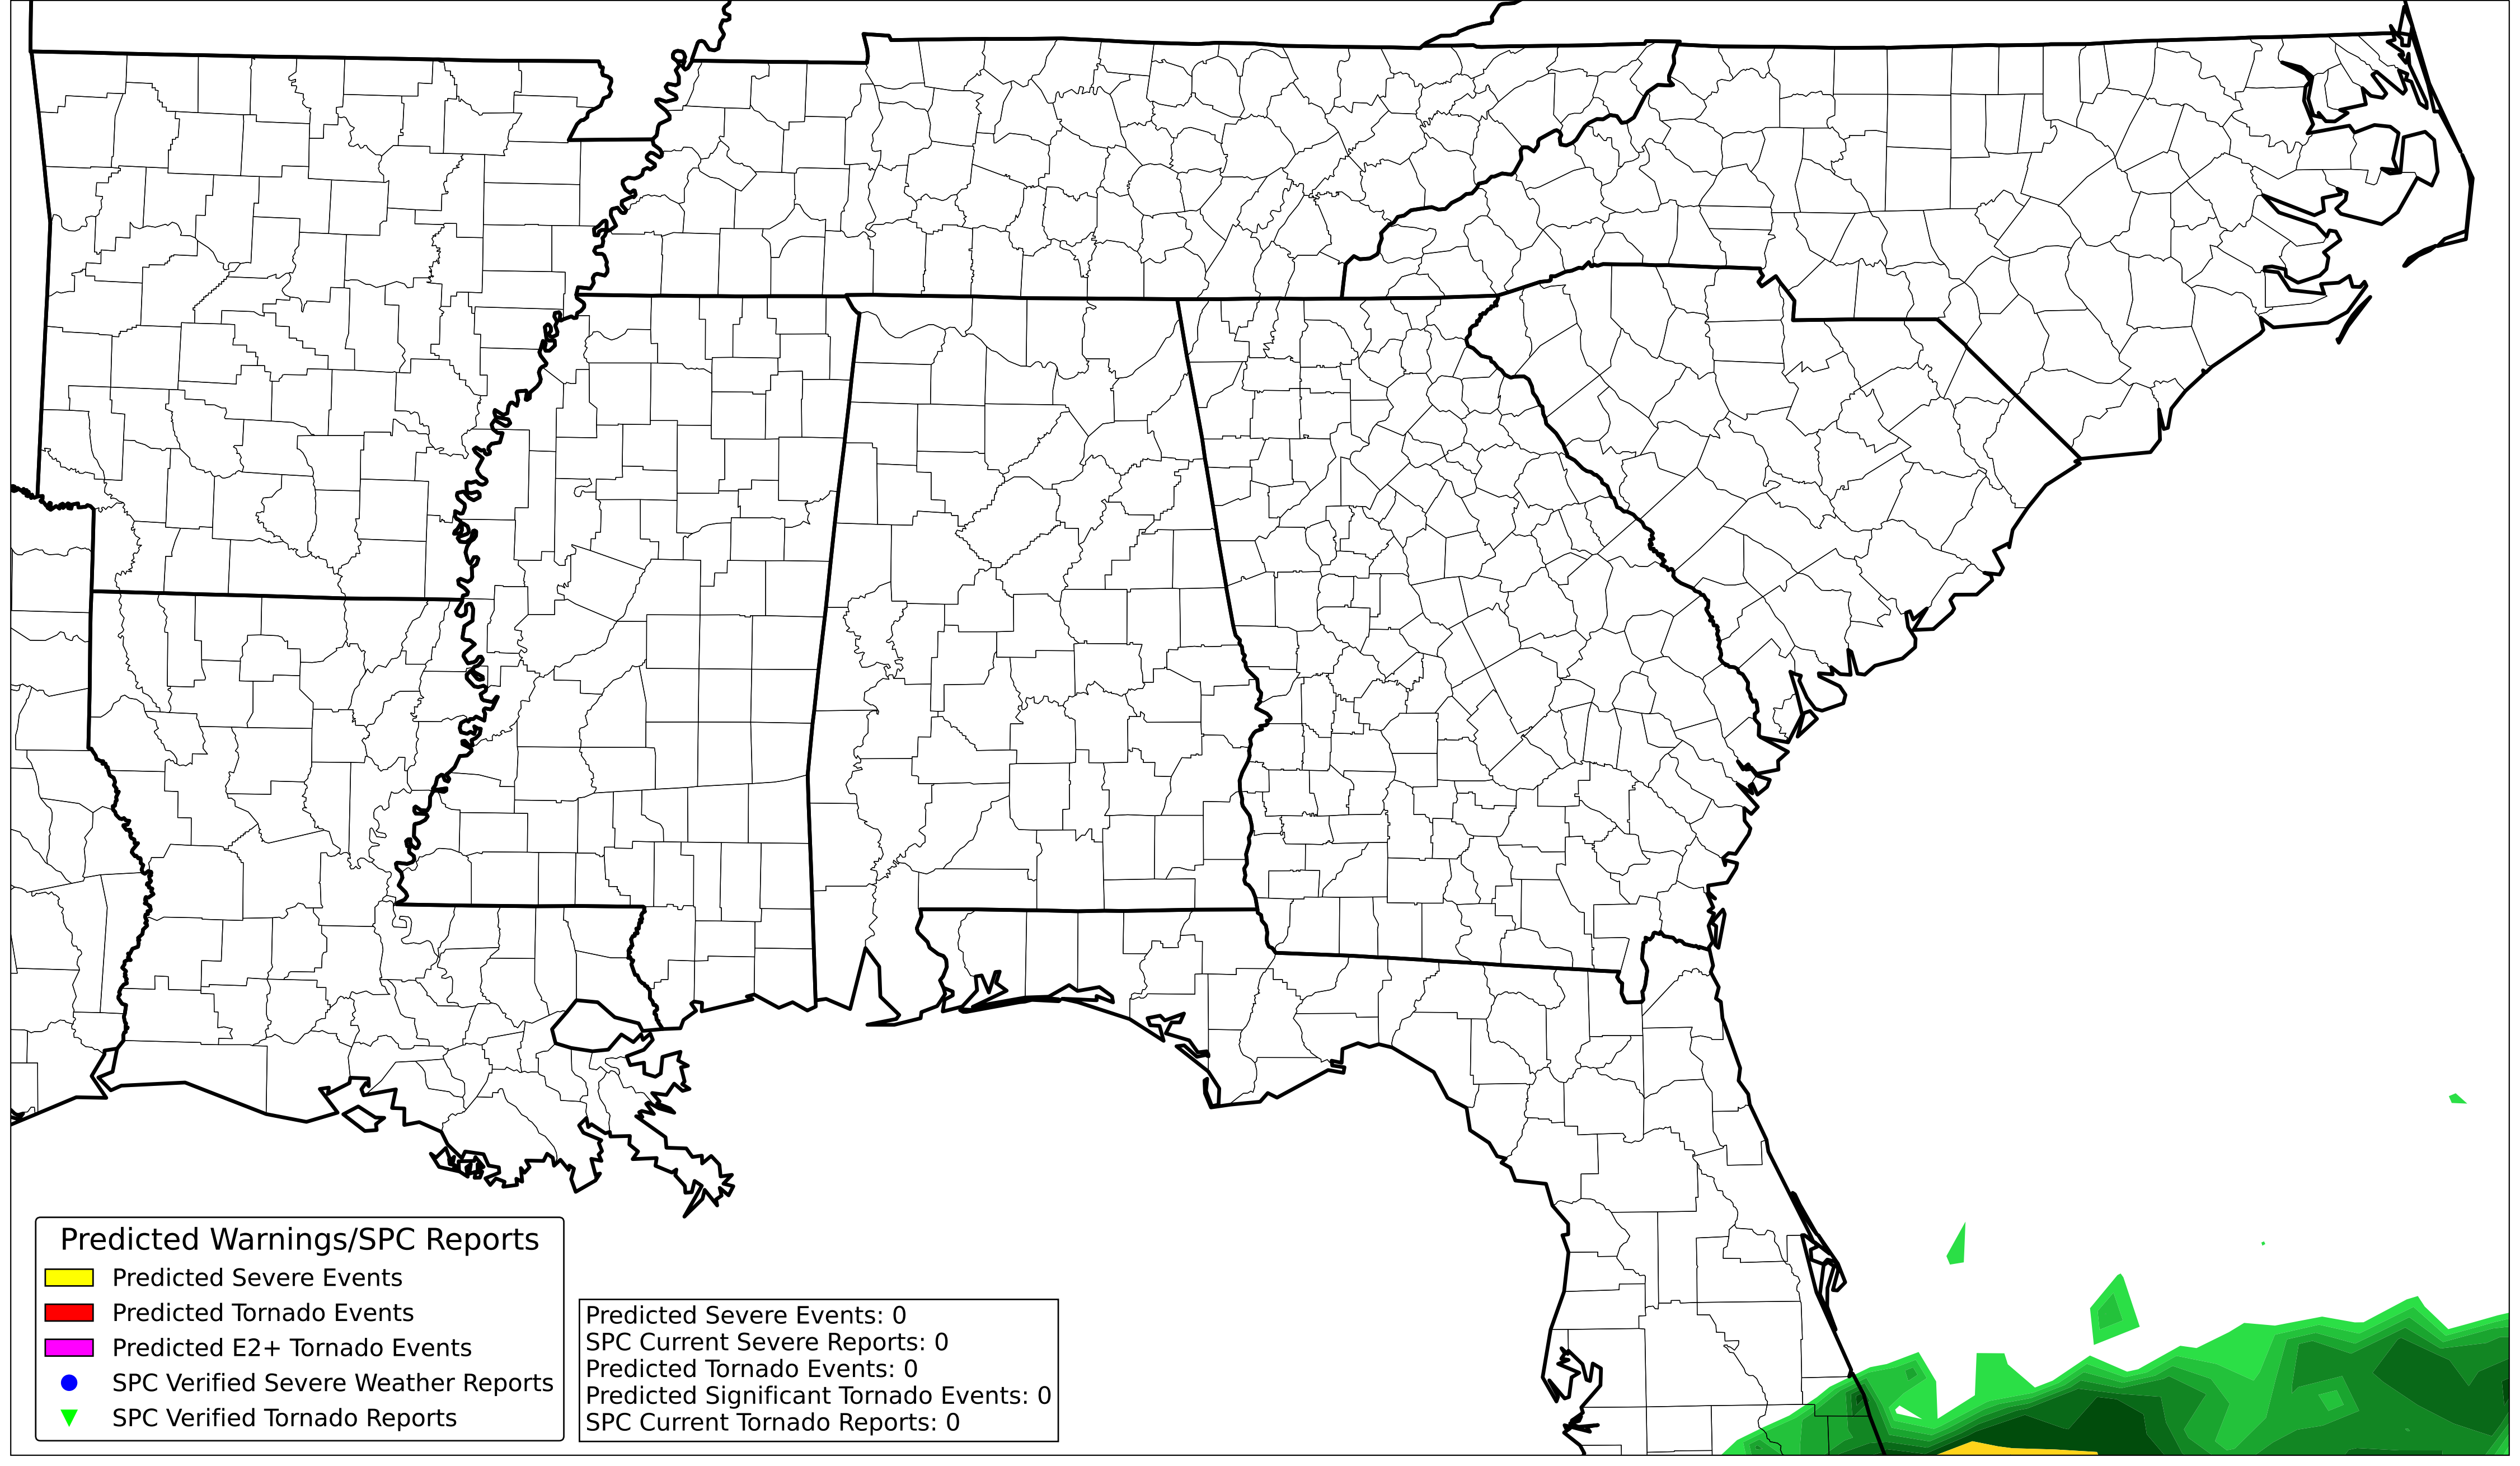 Predicted Warnings/SPC Reports
Predicted Severe Events
Predicted Tornado Events
Predicted E2+ Tornado Events
SPC Verified Severe Weather Reports
SPC Verified Tornado Reports
Predicted Severe Events: 0
SPC Current Severe Reports: 0
Predicted Tornado Events: 0
Predicted Significant Tornado Events: 0
SPC Current Tornado Reports: 0